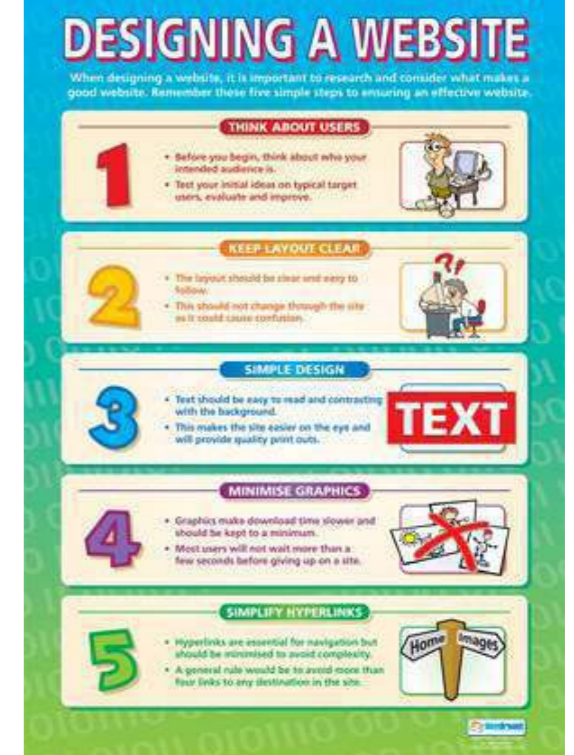 DESIGNING A WEBSITE
When designing a website, it is important to research and consider what makes a
good website. Remember these five simple steps to ensuring an effective website.
1
THINK ABOUT USERS
• Before you begin, think about who your
intended audience is.
• Test your initial ideas on typical target
users, evaluate and improve.
2
KEEP LAYOUT CLEAR
• The layout should be clear and easy to
follow.
• This should not change through the site
as it could cause confusion.
?!
3
SIMPLE DESIGN
• Text should be easy to read and contrasting
with the background.
• This makes the site easier on the eye and
will provide quality print outs.
TEXT
4
MINIMISE GRAPHICS
• Graphics make download time slower and
should be kept to a minimum.
• Most users will not wait more than a
few seconds before giving up on a site.
5
SIMPLIFY HYPERLINKS
• Hyperlinks are essential for navigation but
should be minimised to avoid complexity.
• A general rule would be to avoid more than
four links to any destination in the site.
Home
Images